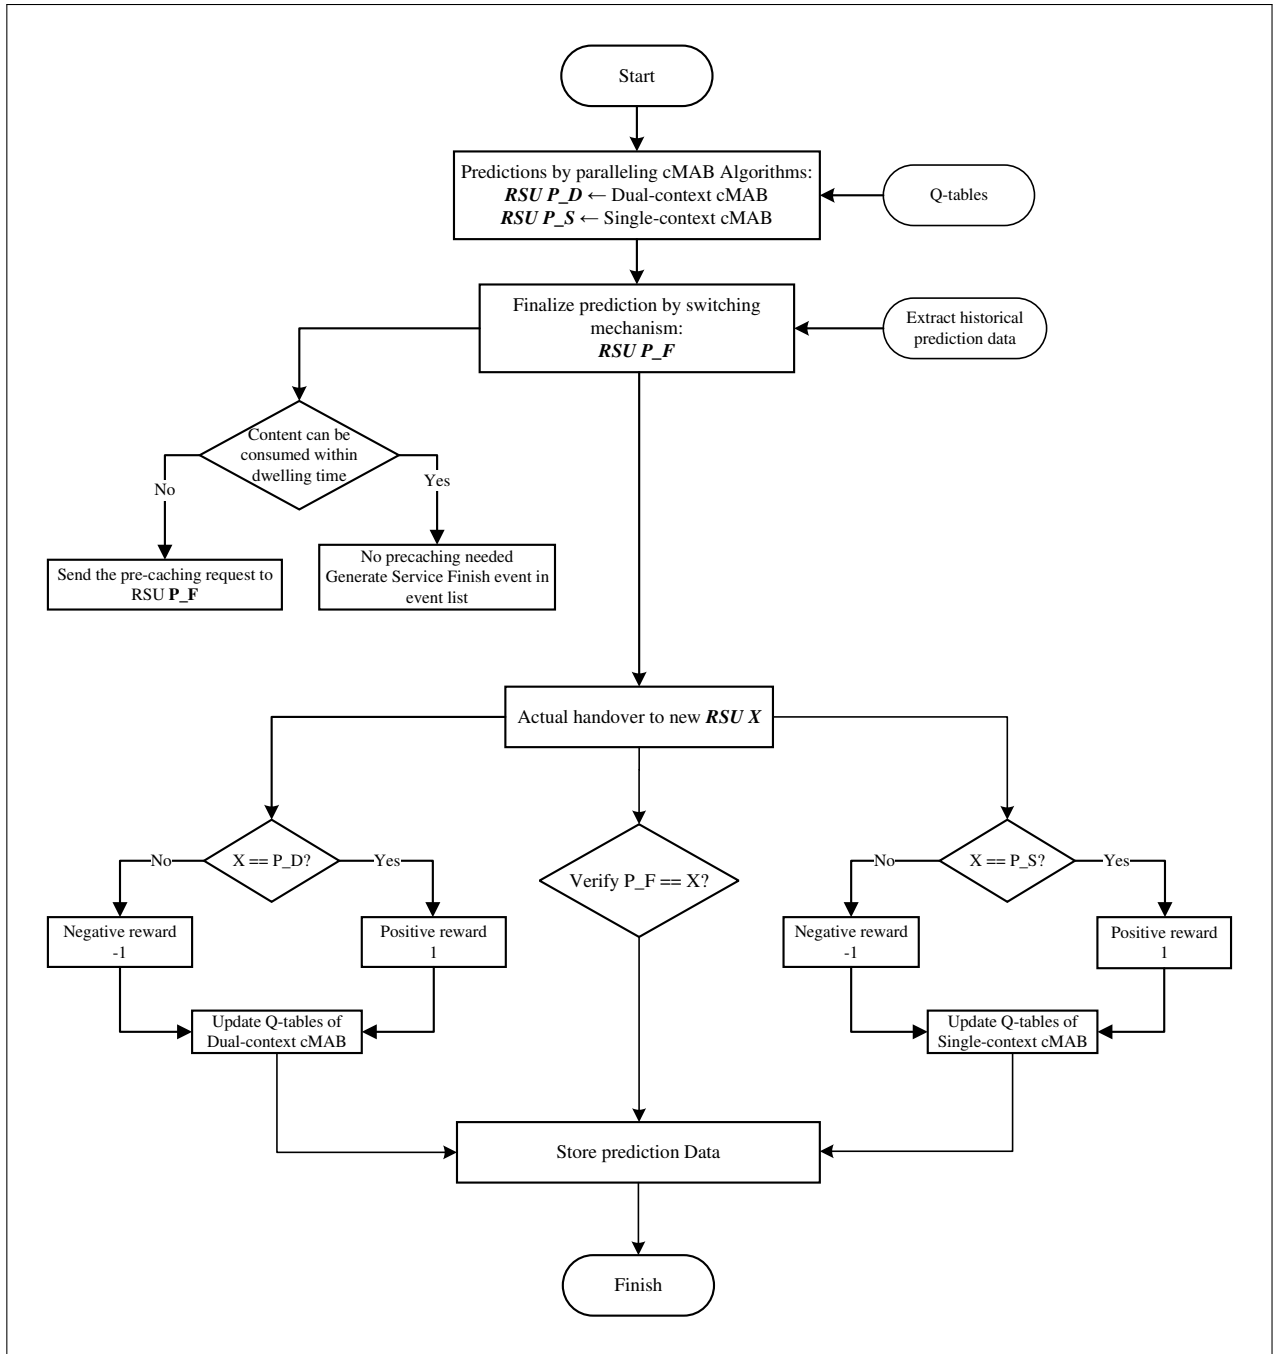 Start
Predictions by paralleling cMAB Algorithms:
RSU P_D ← Dual-context cMAB
RSU P_S ← Single-context cMAB
Q-tables
Finalize prediction by switching
mechanism:
RSU P_F
Extract historical
prediction data
Content can be
consumed within
dwelling time
No
Yes
Send the pre-caching request to
RSU P_F
No precaching needed
Generate Service Finish event in
event list
Actual handover to new RSU X
No
X == P_D?
Yes
Verify P_F == X?
No
X == P_S?
Yes
Negative reward
-1
Positive reward
1
Negative reward
-1
Positive reward
1
Update Q-tables of
Dual-context cMAB
Update Q-tables of
Single-context cMAB
Store prediction Data
Finish